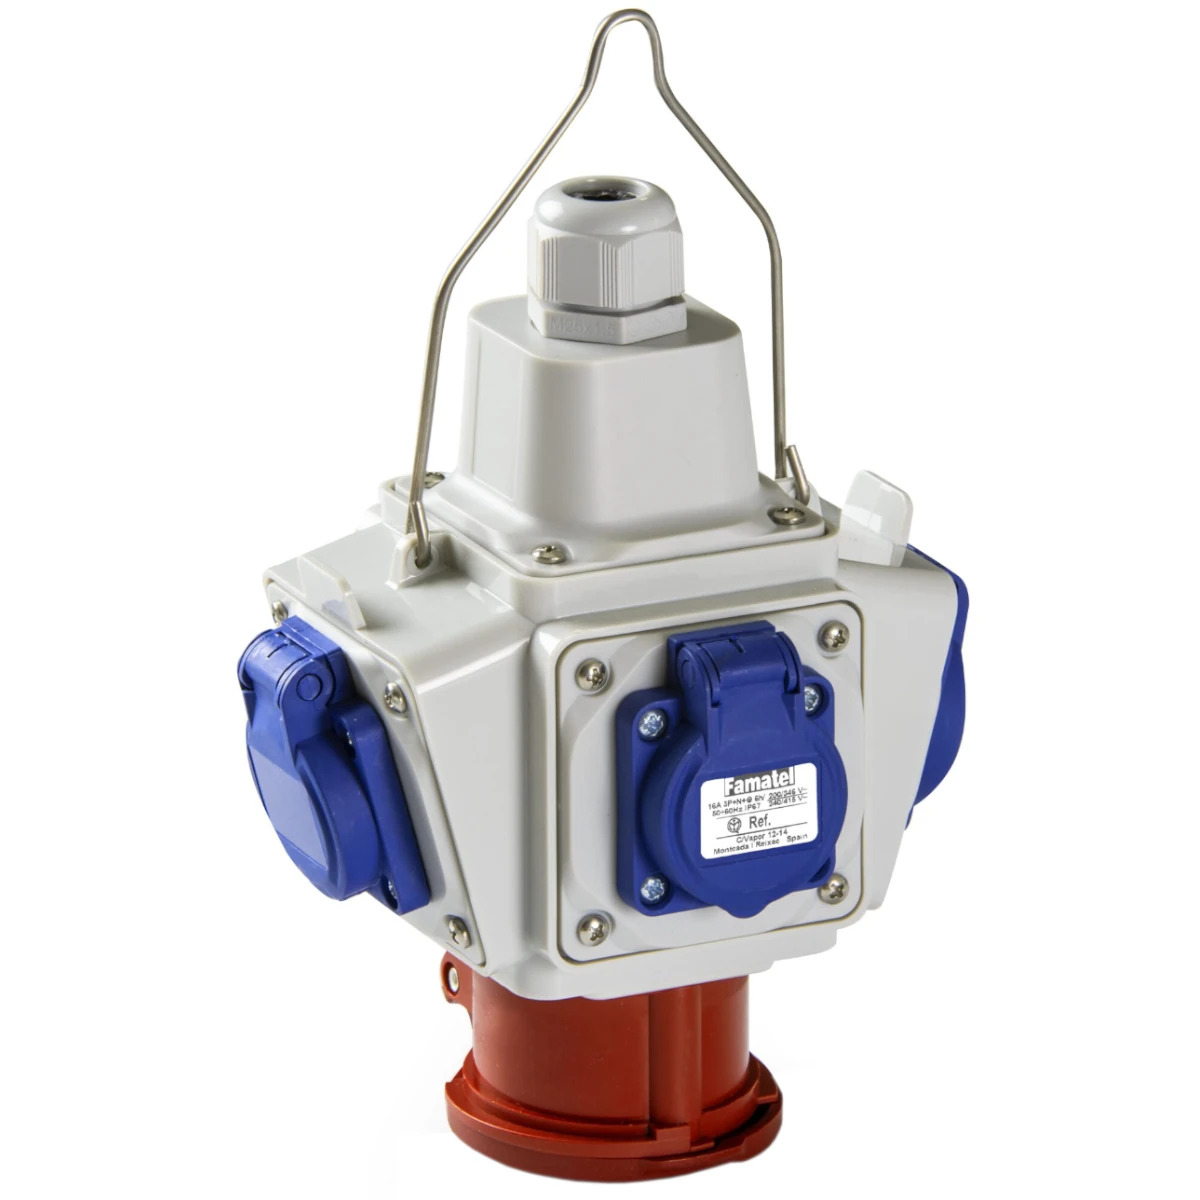 M25x1.5
Famatel
16A 3P+N+⏚ 6h/ 200/346 V~
50÷60Hz IP67 240/415 V~
Ref.
C/Vapor 12-14
Montcada i Reixac Spain